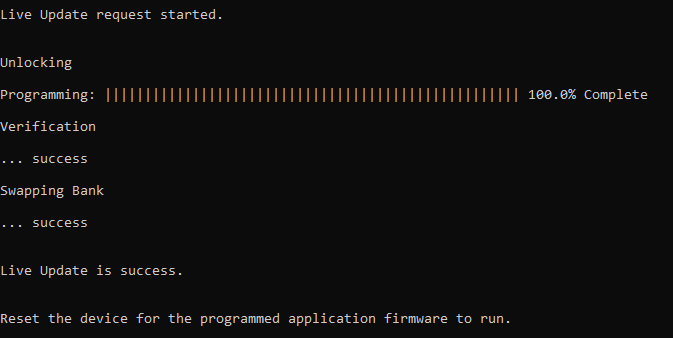 Live Update request started.
Unlocking
Programming: |||||||||||||||||||||||||||||||||||||||||||||||||||| 100.0% Complete
Verification
... success
Swapping Bank
... success
Live Update is success.
Reset the device for the programmed application firmware to run.